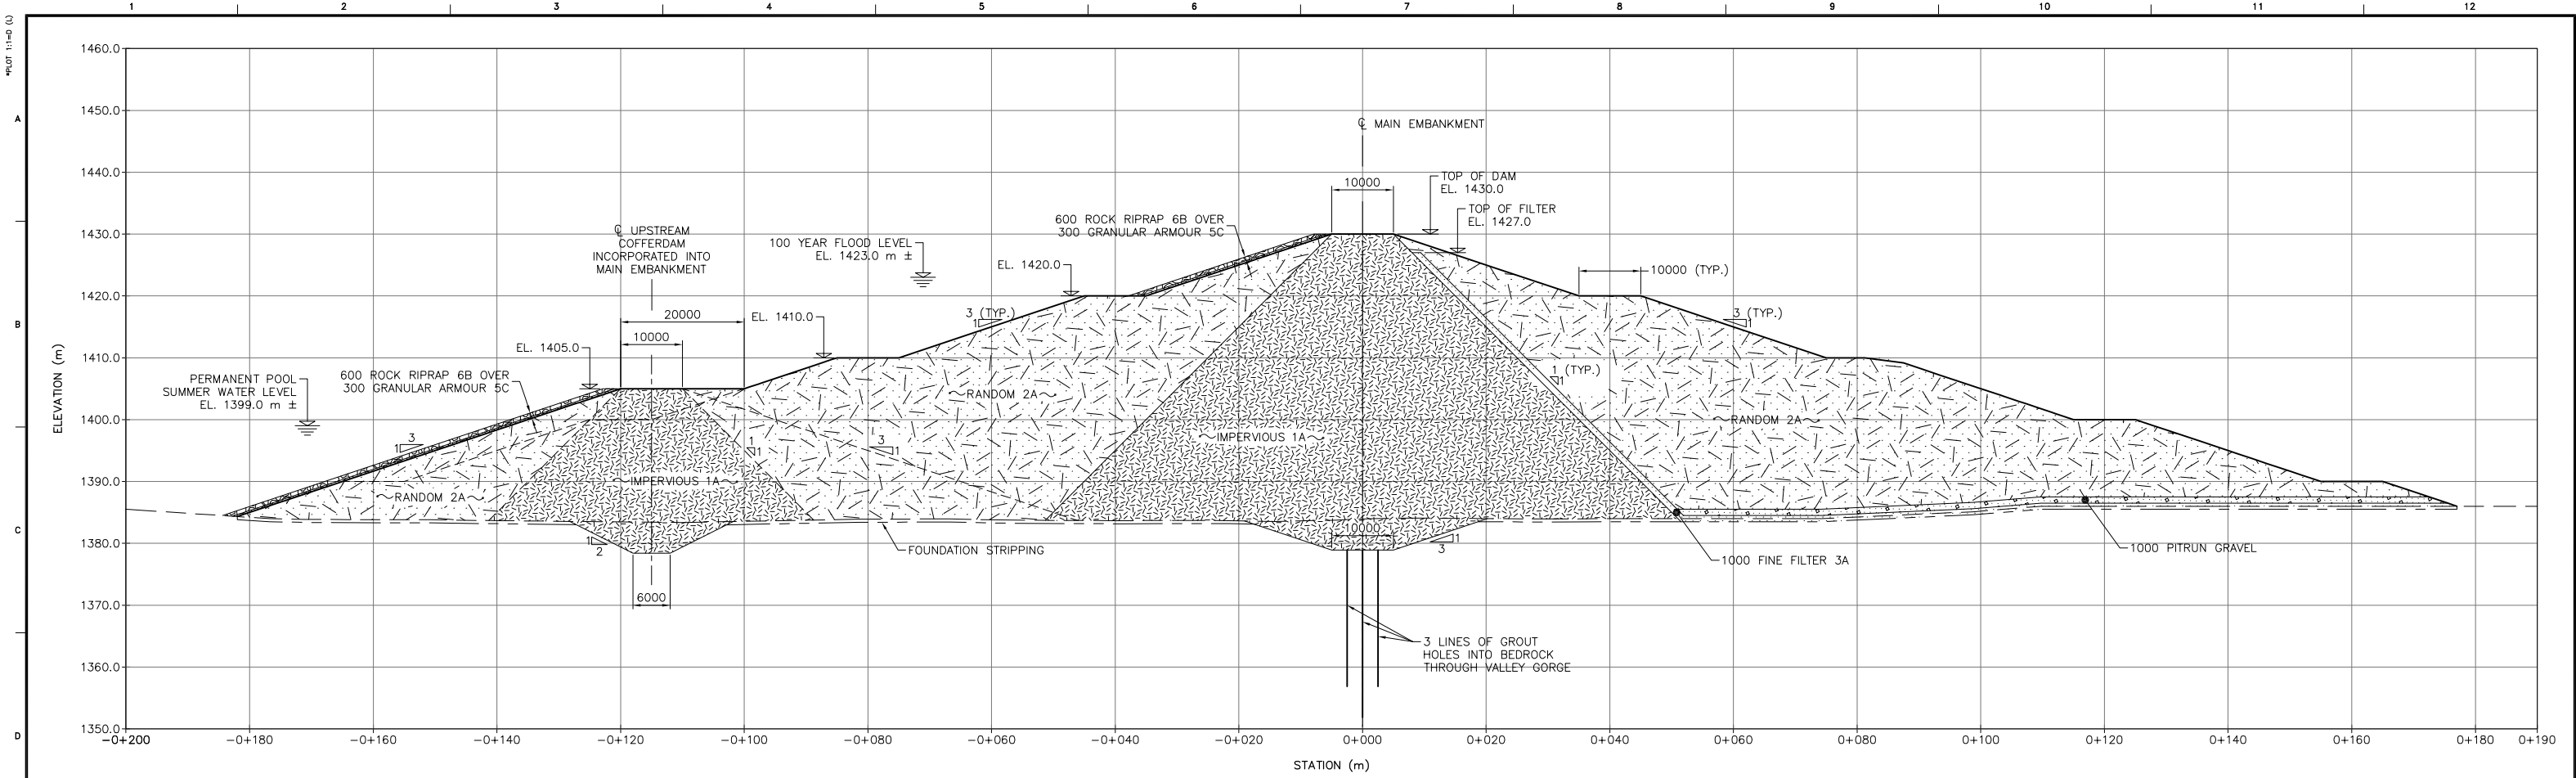 1 2 3 4 5 6 7 8 9 10 11 12
*PLOT 1:1=D (L)
A
B
C
D
1460.0
1450.0
1440.0
1430.0
1420.0
1410.0
1400.0
1390.0
1380.0
1370.0
1360.0
1350.0
ELEVATION (m)
℄ MAIN EMBANKMENT
10000
TOP OF DAM
EL. 1430.0
TOP OF FILTER
EL. 1427.0
600 ROCK RIPRAP 6B OVER
300 GRANULAR ARMOUR 5C
℄ UPSTREAM
COFFERDAM
INCORPORATED INTO
MAIN EMBANKMENT
100 YEAR FLOOD LEVEL
EL. 1423.0 m ±
EL. 1420.0
10000 (TYP.)
20000
EL. 1410.0
3 (TYP.)
1
3 (TYP.)
1
10000
EL. 1405.0
PERMANENT POOL
SUMMER WATER LEVEL
EL. 1399.0 m ±
600 ROCK RIPRAP 6B OVER
300 GRANULAR ARMOUR 5C
1 (TYP.)
1
RANDOM 2A
RANDOM 2A
IMPERVIOUS 1A
3
1
1
1
3
1
IMPERVIOUS 1A
RANDOM 2A
10000
1
2
1
3
FOUNDATION STRIPPING
1000 FINE FILTER 3A
1000 PITRUN GRAVEL
6000
3 LINES OF GROUT
HOLES INTO BEDROCK
THROUGH VALLEY GORGE
-0+200 -0+180 -0+160 -0+140 -0+120 -0+100 -0+080 -0+060 -0+040 -0+020 0+000 0+020 0+040 0+060 0+080 0+100 0+120 0+140 0+160 0+180 0+190
STATION (m)